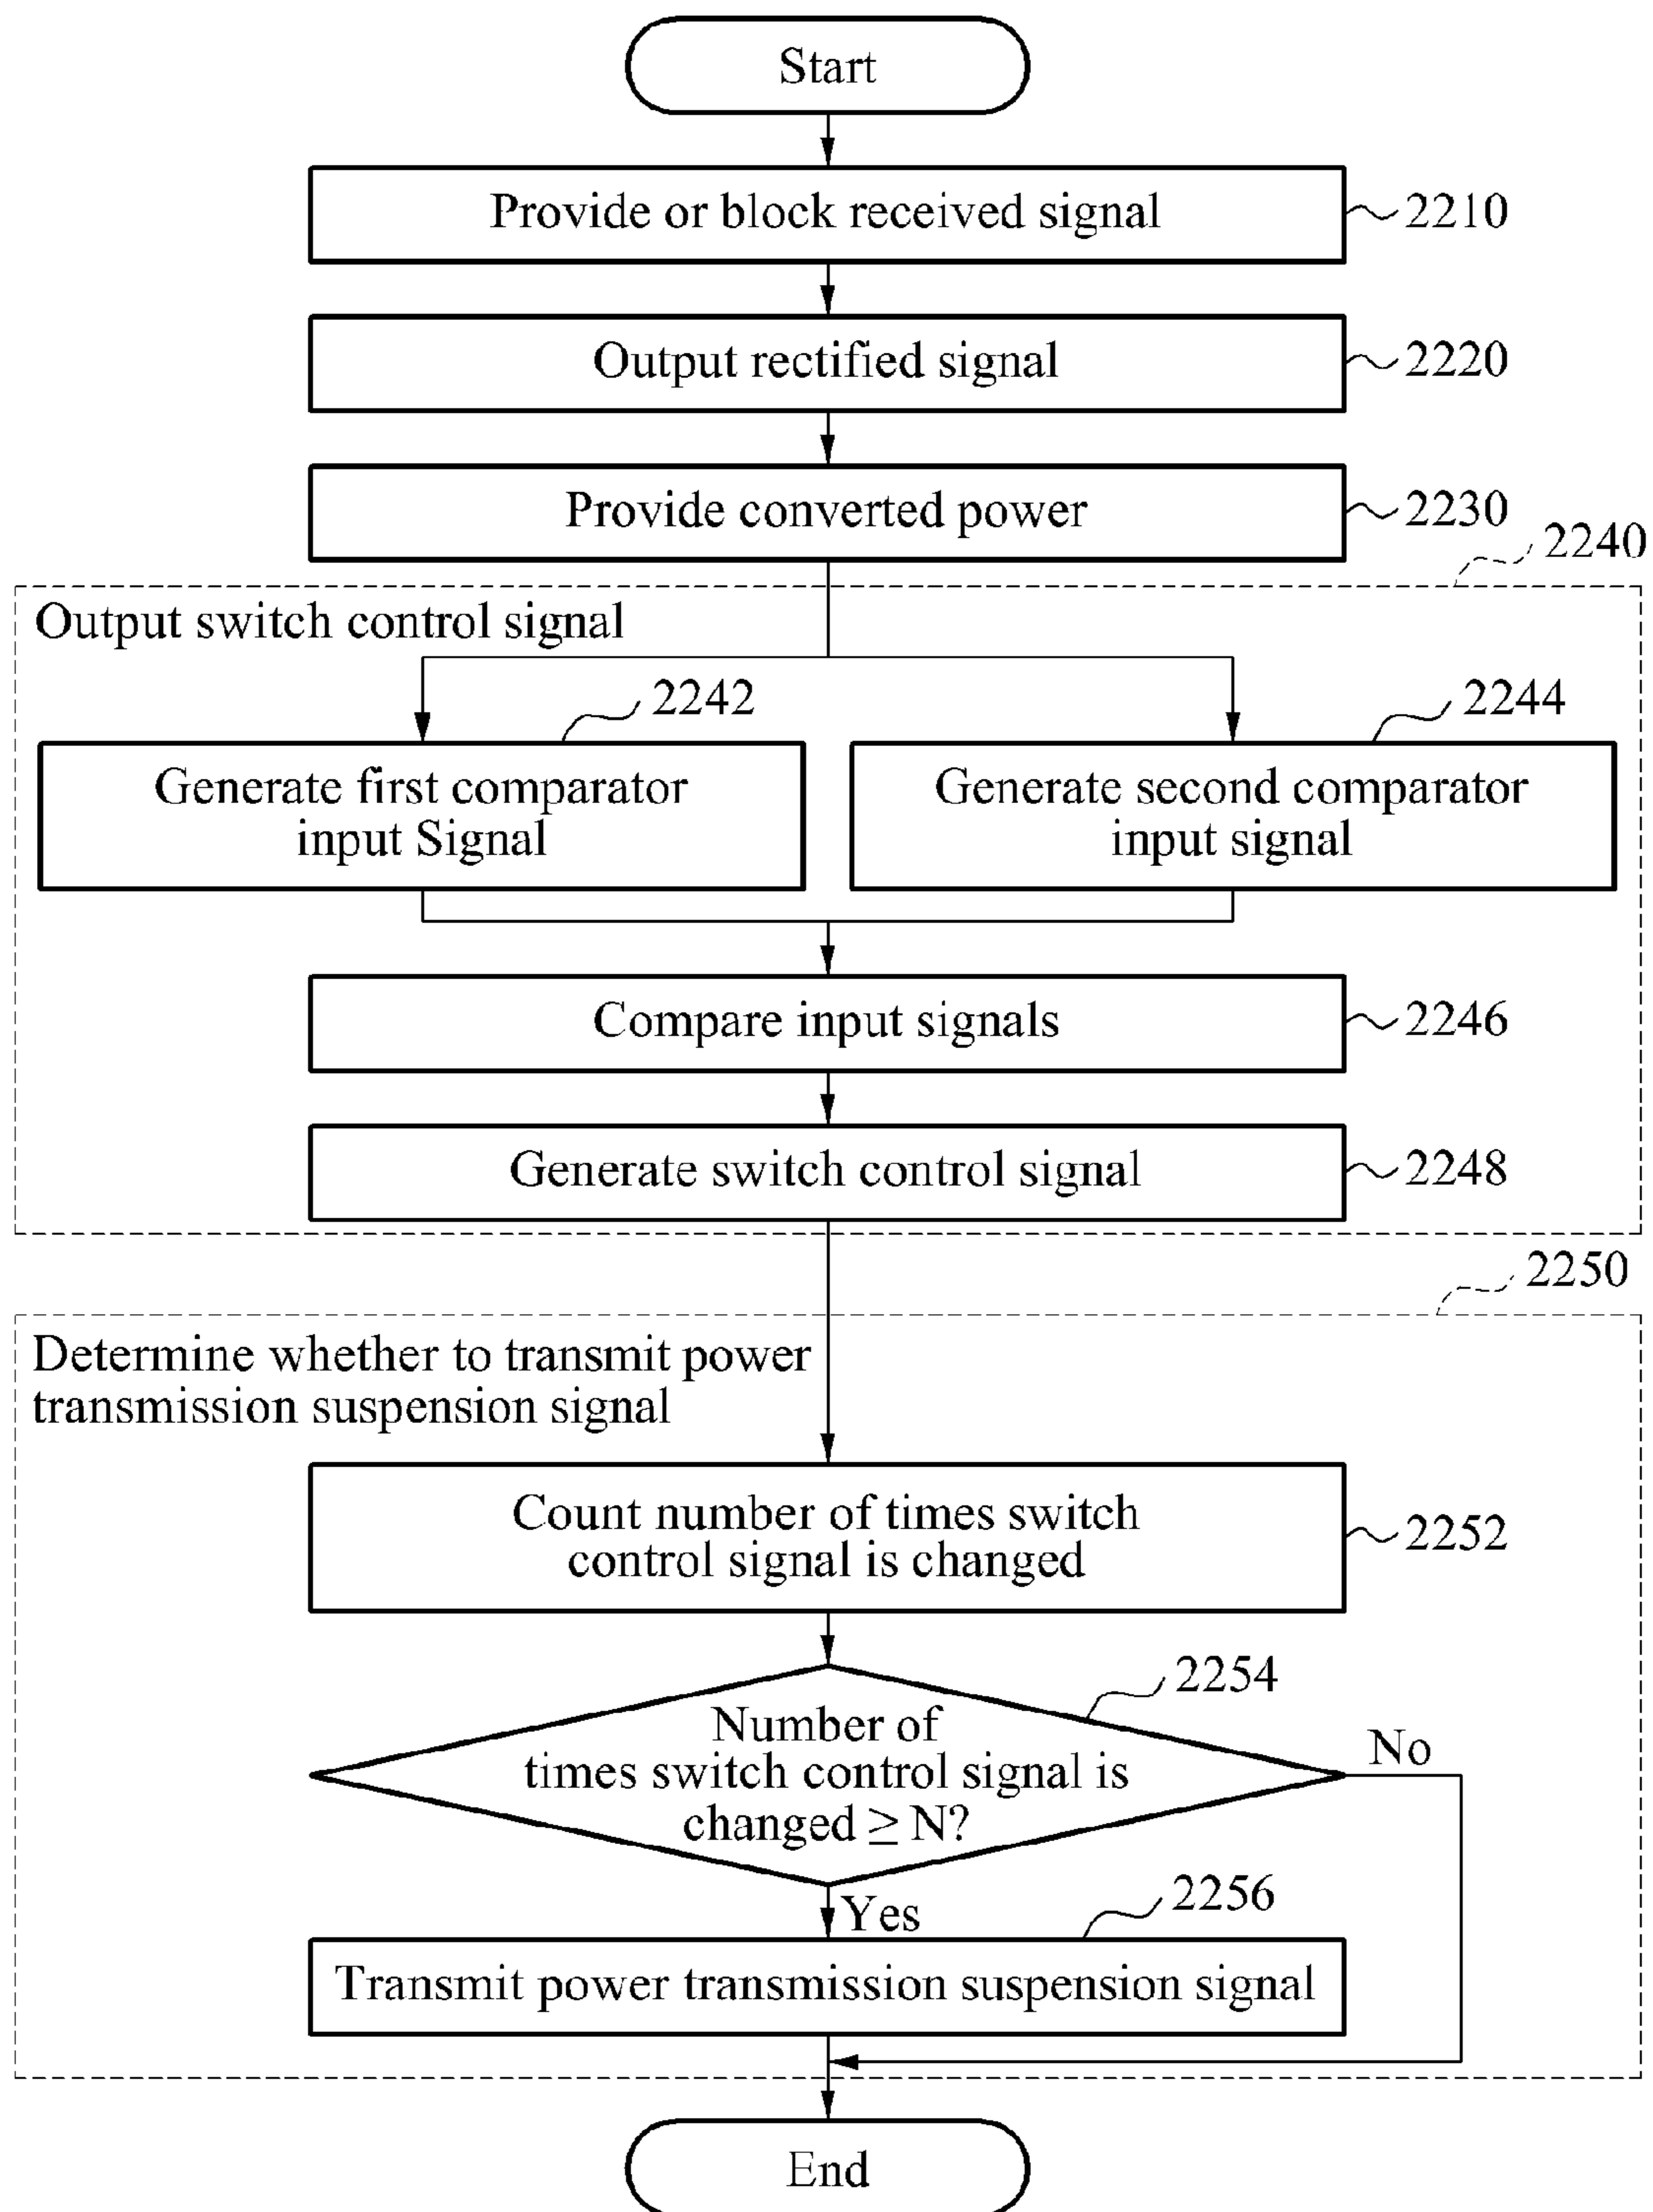 Start
Provide or block received signal
2210
Output rectified signal
2220
Provide converted power
2230
2240
Output switch control signal
2242
2244
Generate first comparator
input Signal
Generate second comparator
input signal
Compare input signals
2246
Generate switch control signal
2248
2250
Determine whether to transmit power
transmission suspension signal
Count number of times switch
control signal is changed
2252
2254
Number of
times switch control signal is
changed ≥ N?
No
Yes
2256
Transmit power transmission suspension signal
End